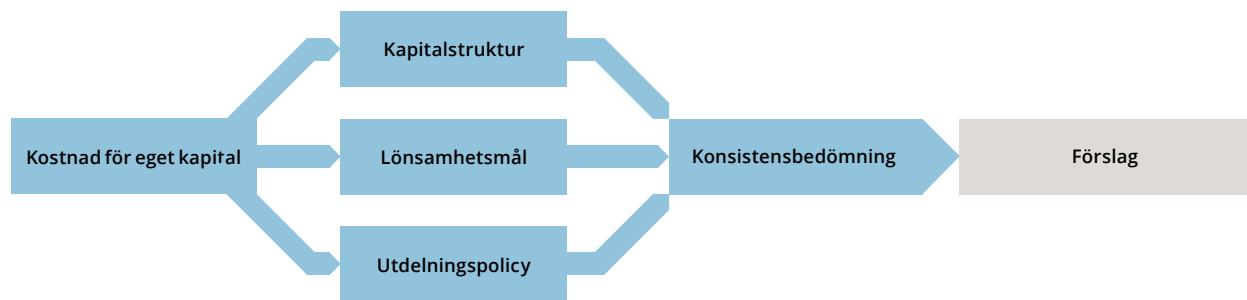 Kostnad för eget kapital
Kapitalstruktur
Lönsamhetsmål
Utdelningspolicy
Konsistensbedömning
Förslag